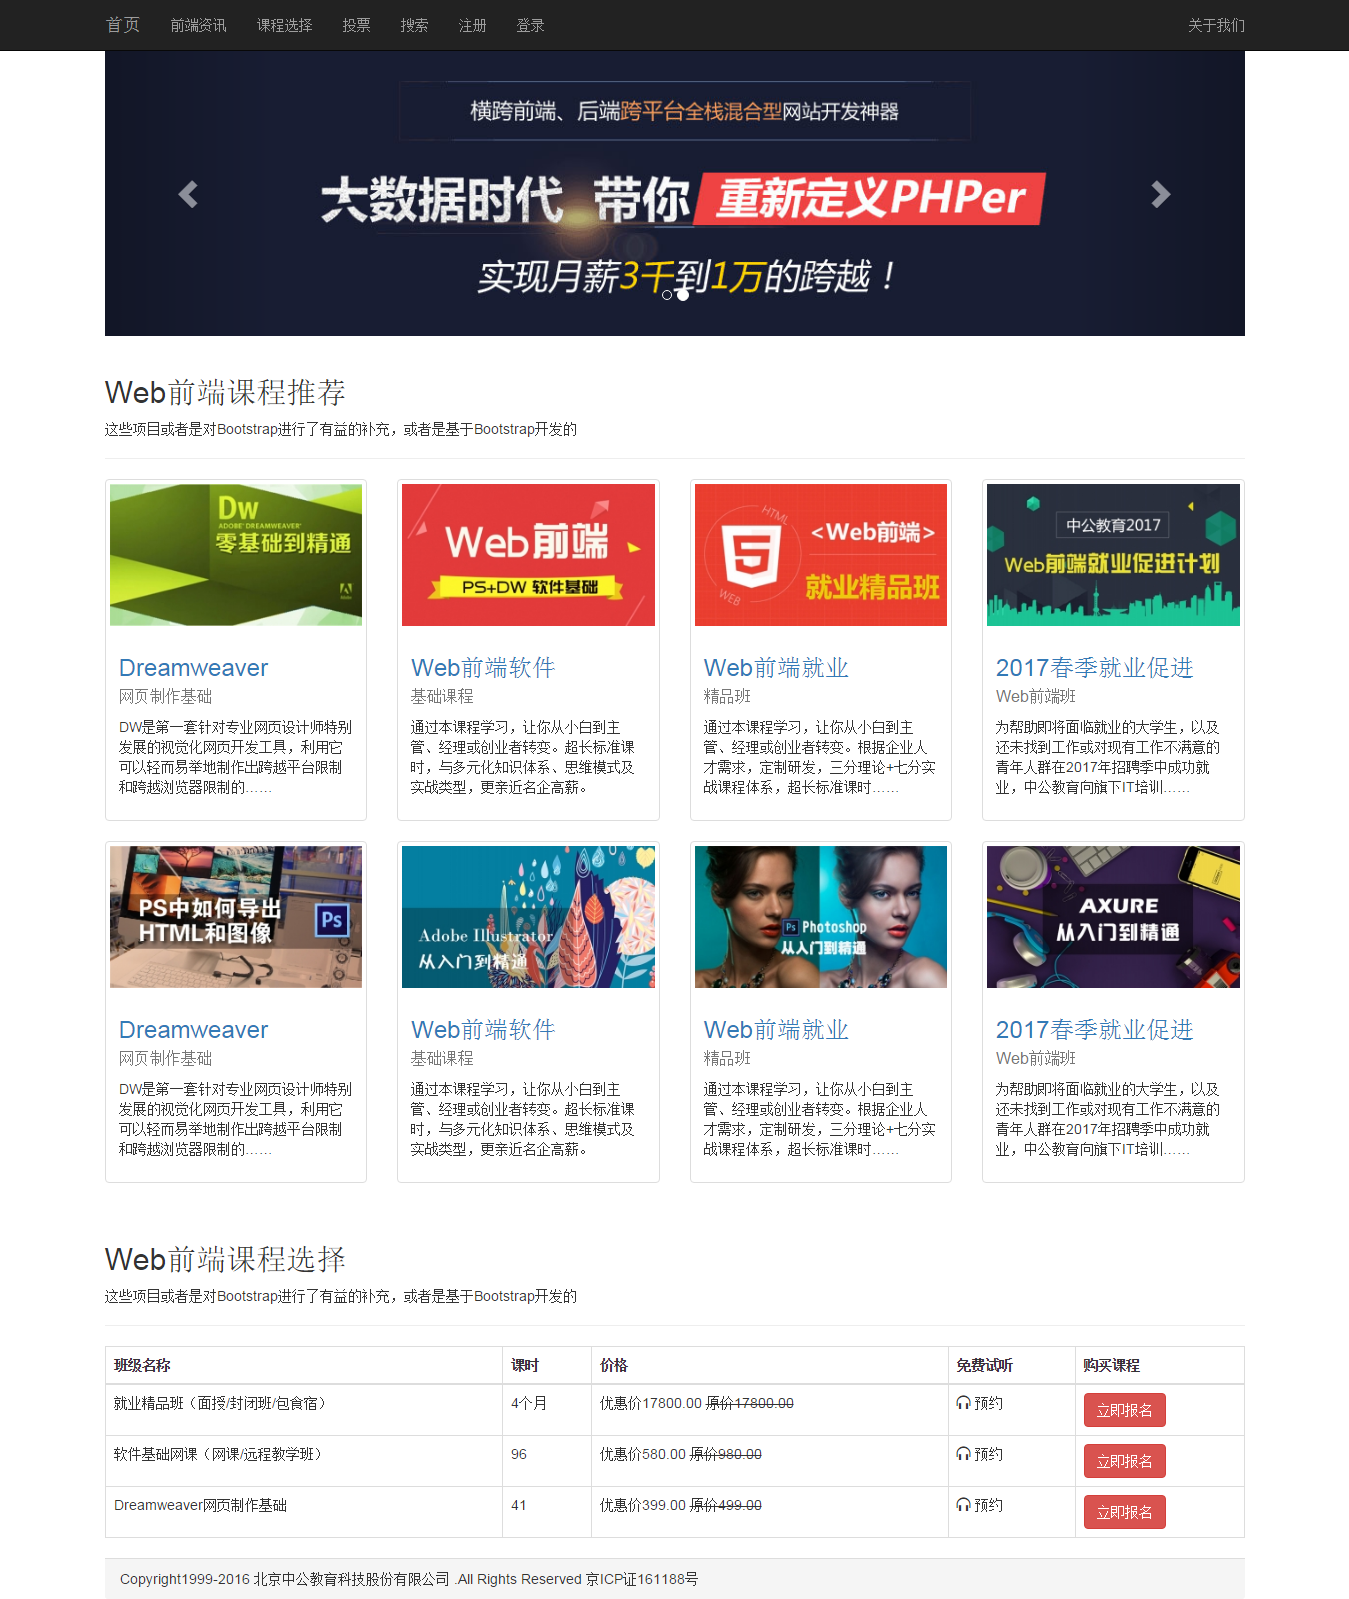 首页 前端资讯 课程选择 投票 搜索 注册 登录 关于我们
横跨前端、后端跨平台全栈混合型网站开发神器
大数据时代 带你 重新定义PHPer
实现月薪3千到1万的跨越！
Web前端课程推荐
这些项目或者是对Bootstrap进行了有益的补充，或者是基于Bootstrap开发的
Dw
ADOBE® DREAMWEAVER®
零基础到精通
Adobe
Dreamweaver
网页制作基础
DW是第一套针对专业网页设计师特别
发展的视觉化网页开发工具，利用它
可以轻而易举地制作出跨越平台限制
和跨越浏览器限制的……
Web前端
PS+DW 软件基础
Web前端软件
基础课程
通过本课程学习，让你从小白到主
管、经理或创业者转变。超长标准课
时，与多元化知识体系、思维模式及
实战类型，更亲近名企高薪。
HTML
5
WEB
<Web前端>
就业精品班
Web前端就业
精品班
通过本课程学习，让你从小白到主
管、经理或创业者转变。根据企业人
才需求，定制研发，三分理论+七分实
战课程体系，超长标准课时……
中公教育2017
Web前端就业促进计划
2017春季就业促进
Web前端班
为帮助即将面临就业的大学生，以及
还未找到工作或对现有工作不满意的
青年人群在2017年招聘季中成功就
业，中公教育向旗下IT培训……
PS中如何导出
HTML和图像
Ps
Dreamweaver
网页制作基础
DW是第一套针对专业网页设计师特别
发展的视觉化网页开发工具，利用它
可以轻而易举地制作出跨越平台限制
和跨越浏览器限制的……
Adobe Illustrator
从入门到精通
Web前端软件
基础课程
通过本课程学习，让你从小白到主
管、经理或创业者转变。超长标准课
时，与多元化知识体系、思维模式及
实战类型，更亲近名企高薪。
Ps Photoshop
从入门到精通
Web前端就业
精品班
通过本课程学习，让你从小白到主
管、经理或创业者转变。根据企业人
才需求，定制研发，三分理论+七分实
战课程体系，超长标准课时……
AXURE
从入门到精通
2017春季就业促进
Web前端班
为帮助即将面临就业的大学生，以及
还未找到工作或对现有工作不满意的
青年人群在2017年招聘季中成功就
业，中公教育向旗下IT培训……
Web前端课程选择
这些项目或者是对Bootstrap进行了有益的补充，或者是基于Bootstrap开发的
班级名称 课时 价格 免费试听 购买课程
就业精品班（面授/封闭班/包食宿） 4个月 优惠价17800.00 原价17800.00 预约 立即报名
软件基础网课（网课/远程教学班） 96 优惠价580.00 原价980.00 预约 立即报名
Dreamweaver网页制作基础 41 优惠价399.00 原价499.00 预约 立即报名
Copyright1999-2016 北京中公教育科技股份有限公司 .All Rights Reserved 京ICP证161188号